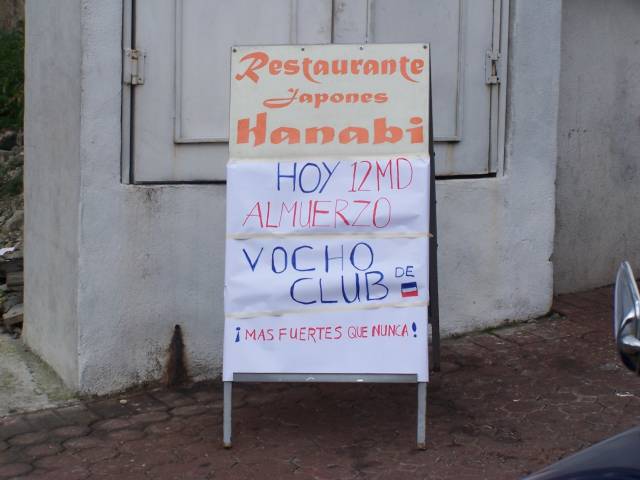 Restaurante
Japones
Hanabi
HOY 12MD
ALMUERZO
VOCHO
CLUB DE
¡MAS FUERTES QUE NUNCA!